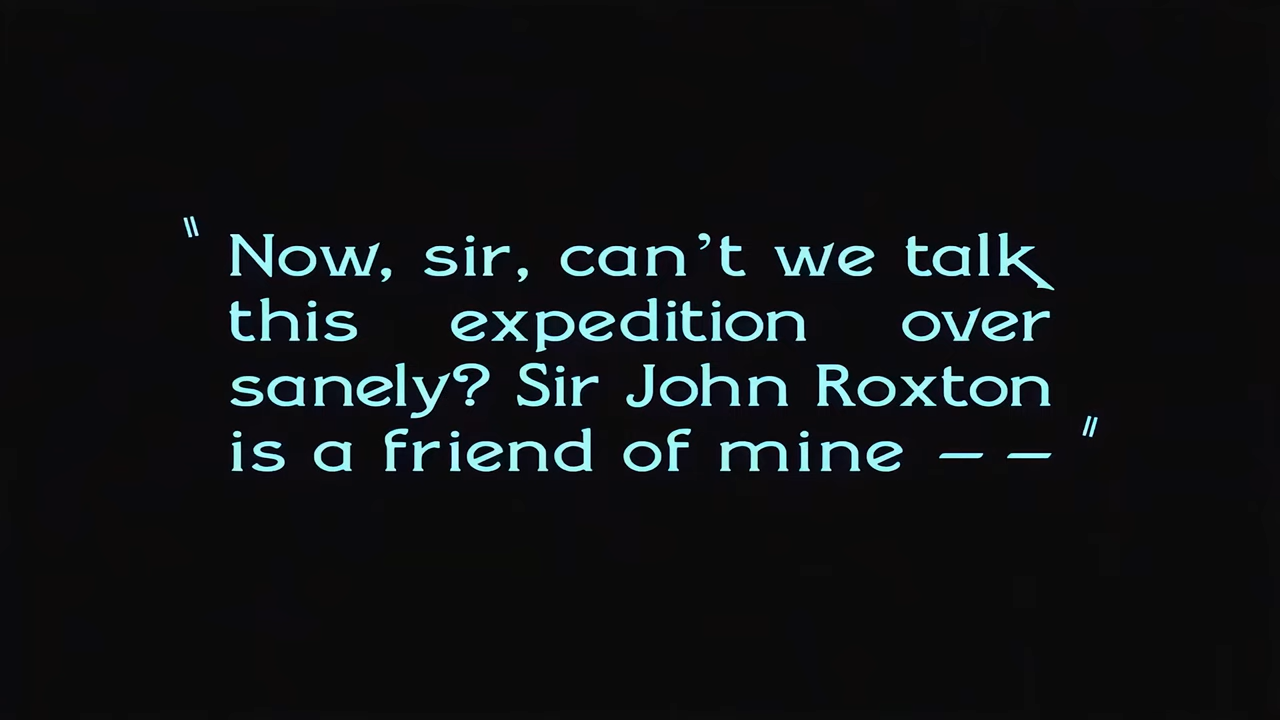 " Now, sir, can't we talk
this expedition over
sanely? Sir John Roxton
is a friend of mine — — "